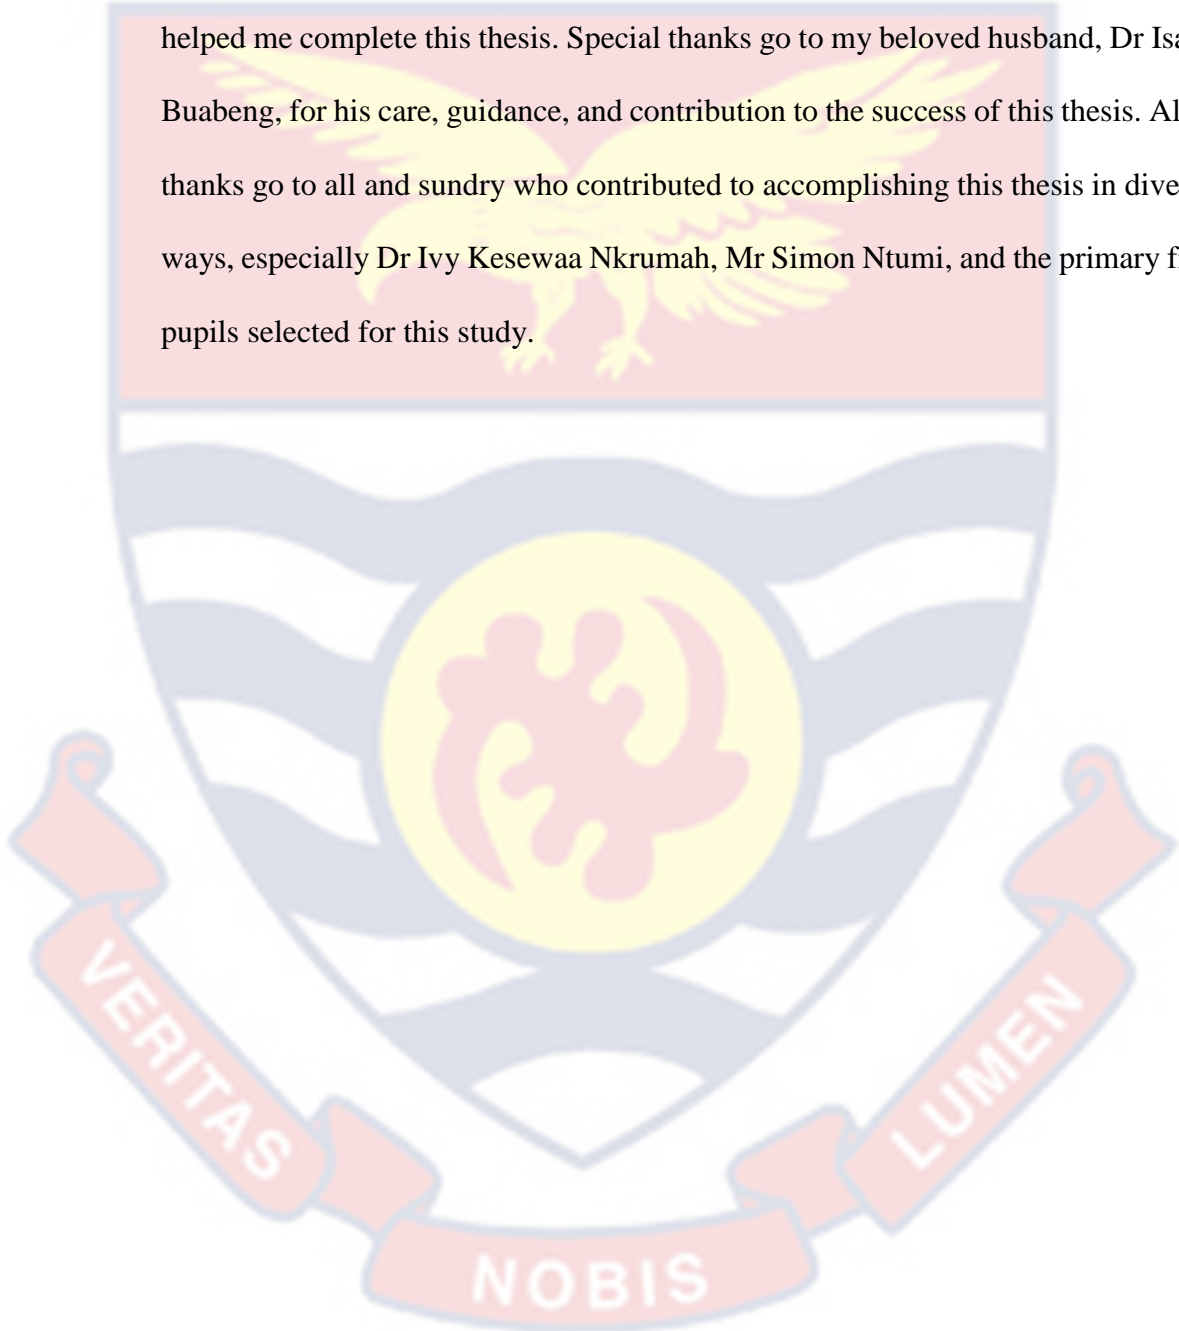 helped me complete this thesis. Special thanks go to my beloved husband, Dr
Buabeng, for his care, guidance, and contribution to the success of this thesis.
thanks go to all and sundry who contributed to accomplishing this thesis in
ways, especially Dr Ivy Kesewaa Nkrumah, Mr Simon Ntumi, and the primary
pupils selected for this study.
VERITAS
NOBIS
LUMEN